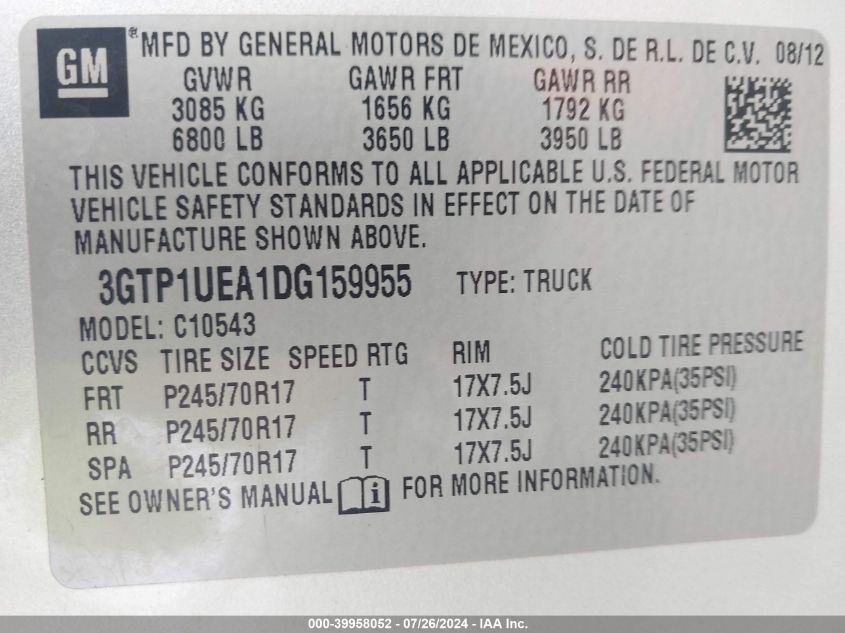 GM ® MFD BY GENERAL MOTORS DE MEXICO, S. DE R.L. DE C.V. 08/12
GVWR GAWR FRT GAWR RR
3085 KG 1656 KG 1792 KG
6800 LB 3650 LB 3950 LB
THIS VEHICLE CONFORMS TO ALL APPLICABLE U.S. FEDERAL MOTOR
VEHICLE SAFETY STANDARDS IN EFFECT ON THE DATE OF
MANUFACTURE SHOWN ABOVE.
3GTP1UEA1DG159955 TYPE: TRUCK
MODEL: C10543
CCVS TIRE SIZE SPEED RTG RIM COLD TIRE PRESSURE
FRT P245/70R17 T 17X7.5J 240KPA(35PSI)
RR P245/70R17 T 17X7.5J 240KPA(35PSI)
SPA P245/70R17 T 17X7.5J 240KPA(35PSI)
SEE OWNER'S MANUAL i FOR MORE INFORMATION.
000-39958052 - 07/26/2024 - IAA Inc.